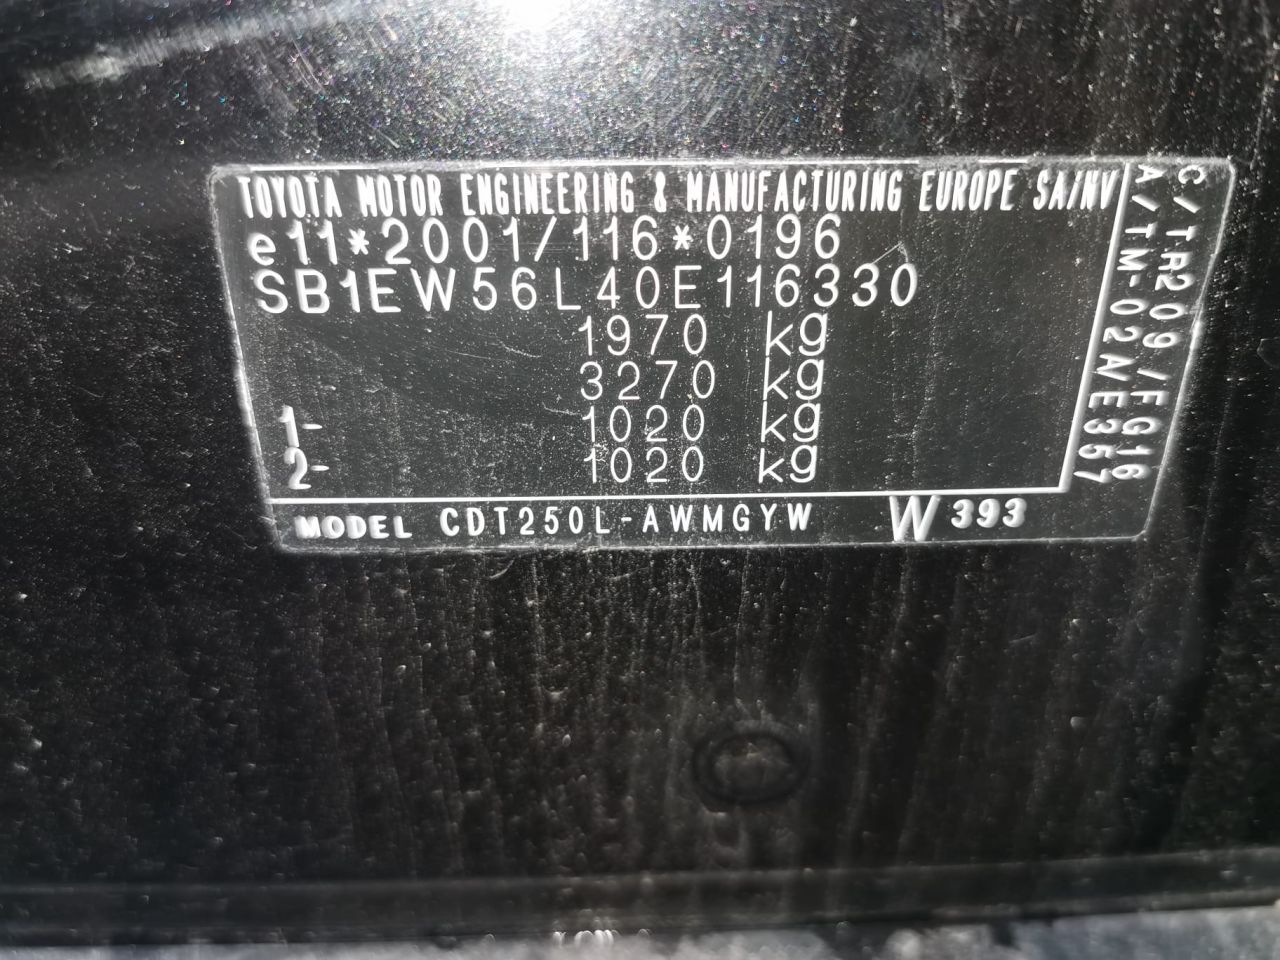 TOYOTA MOTOR ENGINEERING & MANUFACTURING EUROPE SA/NV
e11*2001/116*0196
SB1EW56L40E116330
1970 kg
3270 kg
1- 1020 kg
2- 1020 kg
MODEL CDT250L-AWMGYW W393
C/TR209/FG16
A/TM-02A/E357